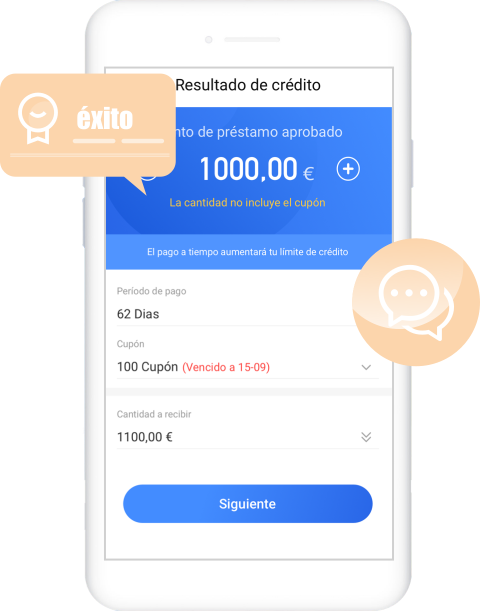 Resultado de crédito
éxito
de préstamo aprobado
1000,00 €
La cantidad no incluye el cupón
El pago a tiempo aumentará tu límite de crédito
Período de pago
62 Dias
Cupón
100 Cupón (Vencido a 15-09)
Cantidad a recibir
1100,00 €
Siguiente